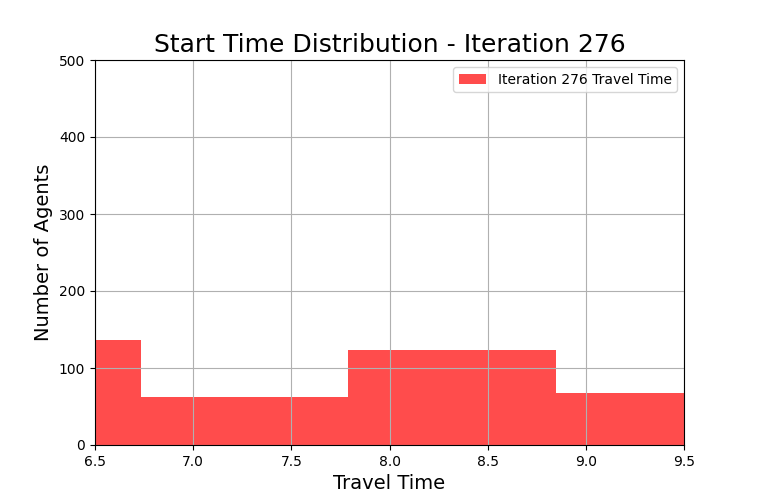 Start Time Distribution - Iteration 276
Iteration 276 Travel Time
Number of Agents
500
400
300
200
100
0
6.5 7.0 7.5 8.0 8.5 9.0 9.5
Travel Time